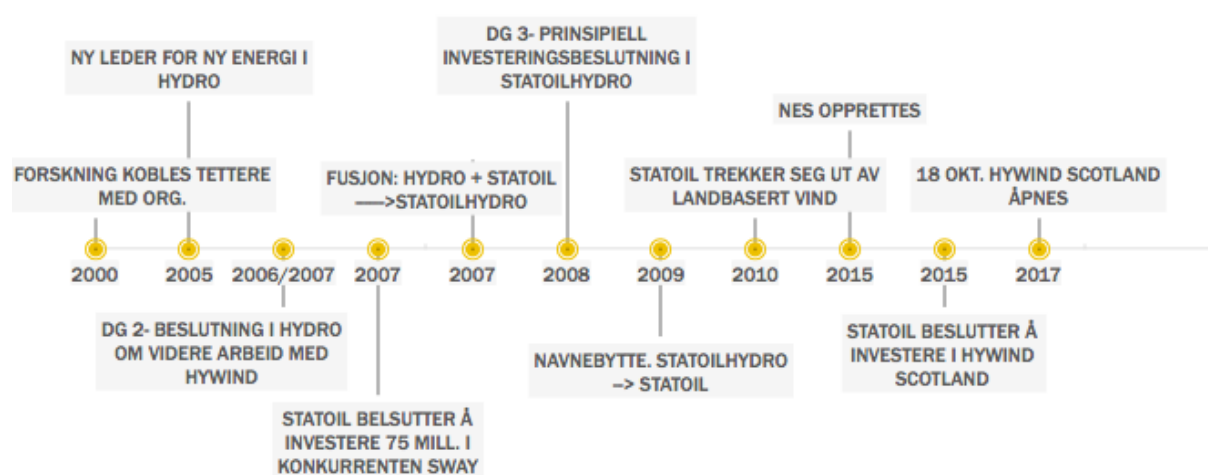 DG 3- PRINSIPIELL
INVESTERINGSBESLUTNING I
STATOILHYDRO
NY LEDER FOR NY ENERGI I
HYDRO
NES OPPRETTES
FORSKNING KOBLES TETTERE
MED ORG.
FUSJON: HYDRO + STATOIL
----->STATOILHYDRO
STATOIL TREKKER SEG UT AV
LANDBASERT VIND
18 OKT. HYWIND SCOTLAND
ÅPNES
2000 2005 2006/2007 2007 2007 2008 2009 2010 2015 2015 2017
DG 2- BESLUTNING I HYDRO
OM VIDERE ARBEID MED
HYWIND
STATOIL BELSUTTER Å
INVESTERE 75 MILL. I
KONKURRENTEN SWAY
NAVNEBYTTE. STATOILHYDRO
–> STATOIL
STATOIL BESLUTTER Å
INVESTERE I HYWIND
SCOTLAND